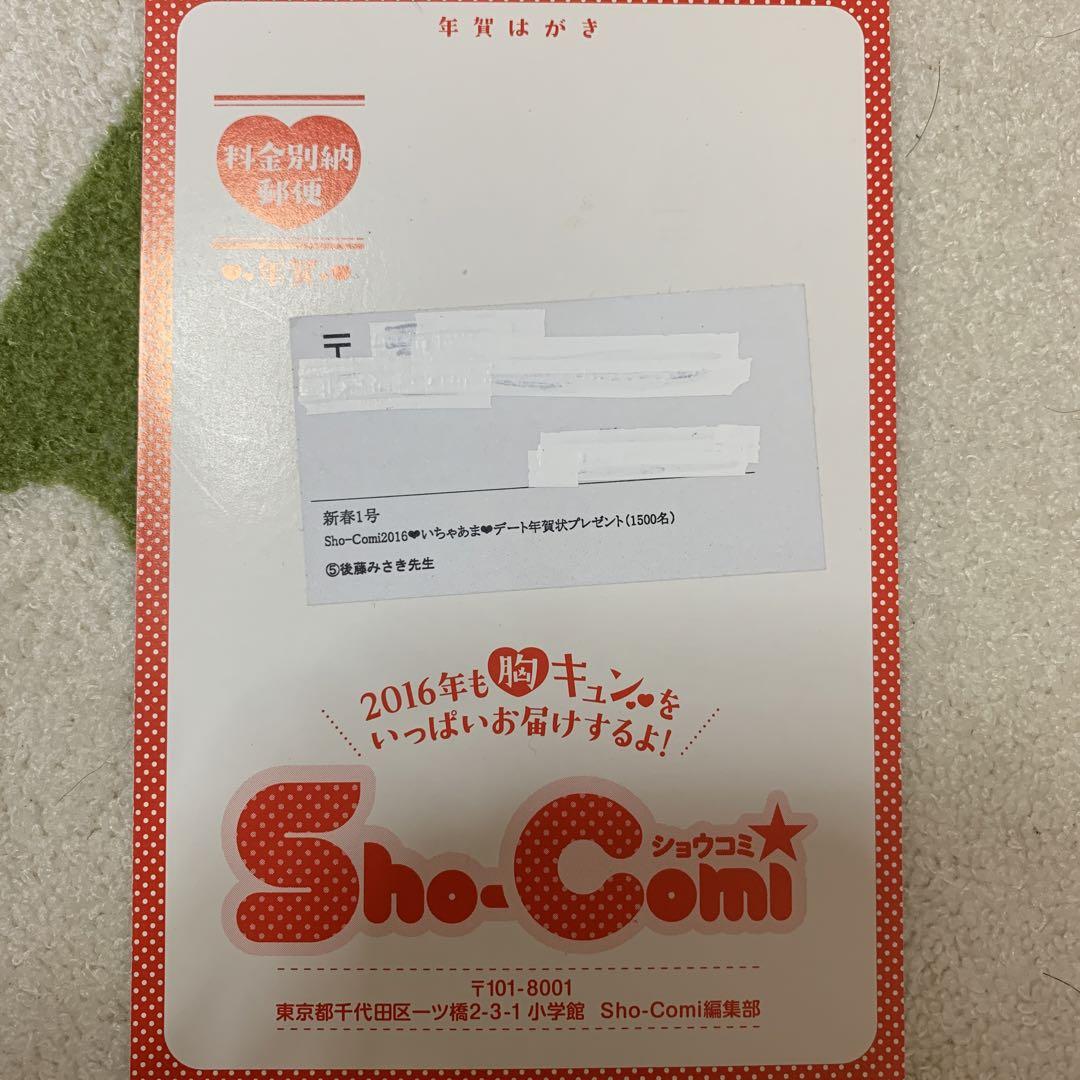 年賀はがき
料金別納
郵便
年賀
〒
新春1号
Sho-Comi2016❤いちゃあま❤デート年賀状プレゼント(1500名)
⑤後藤みさき先生
2016年も胸キュン♥を
いっぱいお届けするよ!
ショウコミ
Sho-Comi
〒101-8001
東京都千代田区一ツ橋2-3-1 小学館 Sho-Comi編集部